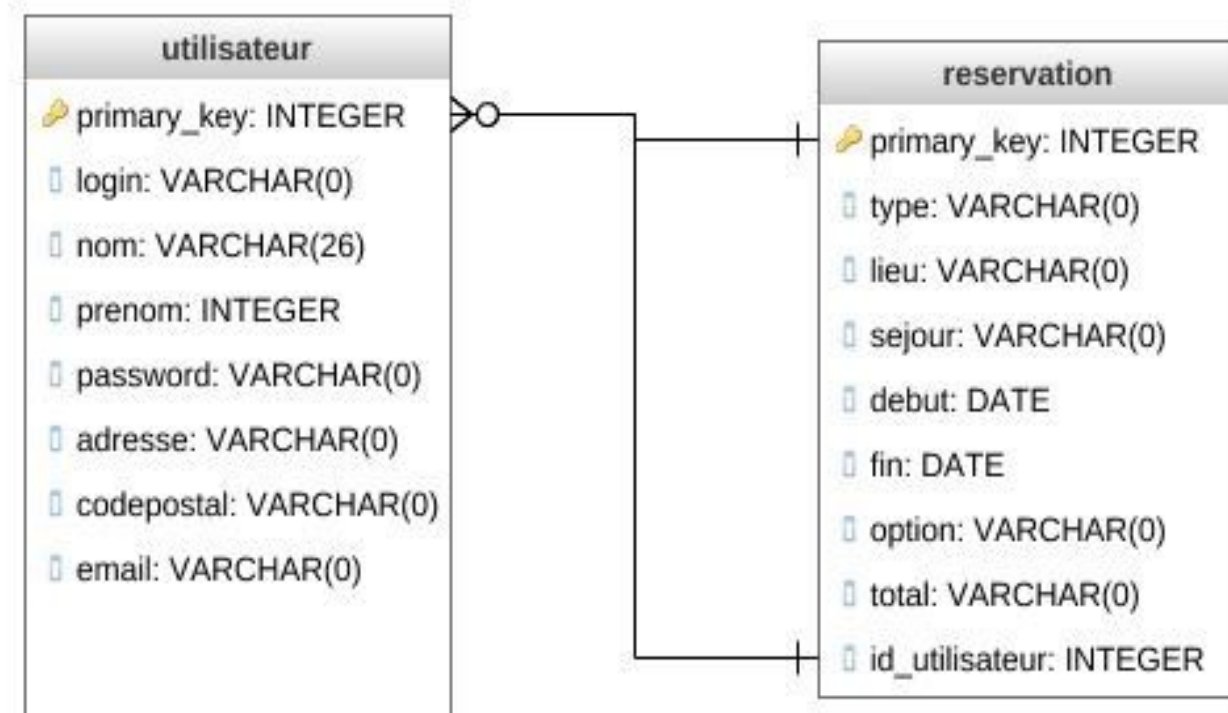 utilisateur
primary_key: INTEGER
login: VARCHAR(0)
nom: VARCHAR(26)
prenom: INTEGER
password: VARCHAR(0)
adresse: VARCHAR(0)
codepostal: VARCHAR(0)
email: VARCHAR(0)
reservation
primary_key: INTEGER
type: VARCHAR(0)
lieu: VARCHAR(0)
sejour: VARCHAR(0)
debut: DATE
fin: DATE
option: VARCHAR(0)
total: VARCHAR(0)
id_utilisateur: INTEGER